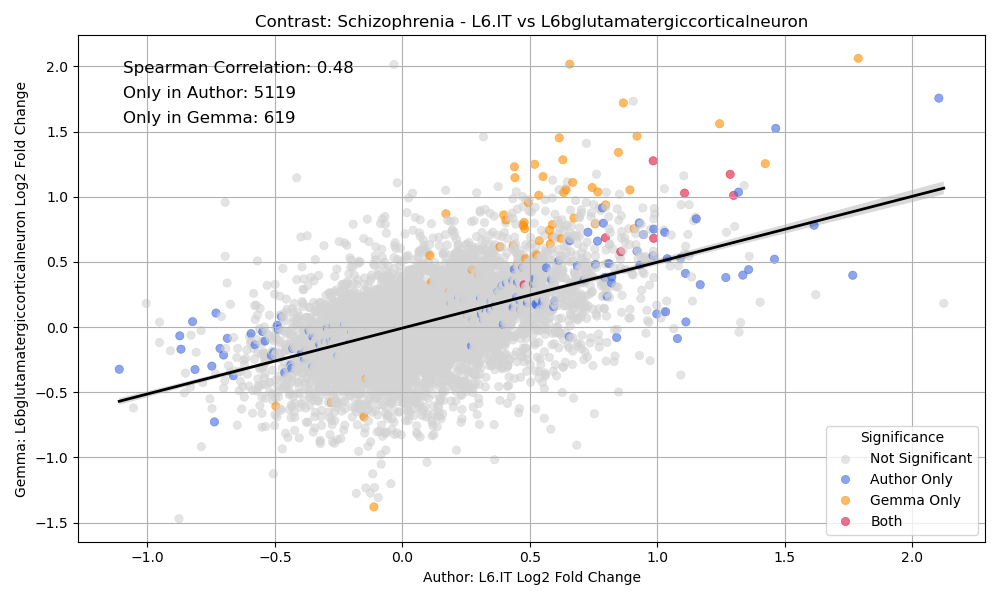 Contrast: Schizophrenia - L6.IT vs L6bglutamatergiccorticalneuron
Spearman Correlation: 0.48
Only in Author: 5119
Only in Gemma: 619
Gemma: L6bglutamatergiccorticalneuron Log2 Fold Change
2.0
1.5
1.0
0.5
0.0
−0.5
−1.0
−1.5
−1.0
−0.5
0.0
0.5
1.0
1.5
2.0
Author: L6.IT Log2 Fold Change
Significance
Not Significant
Author Only
Gemma Only
Both